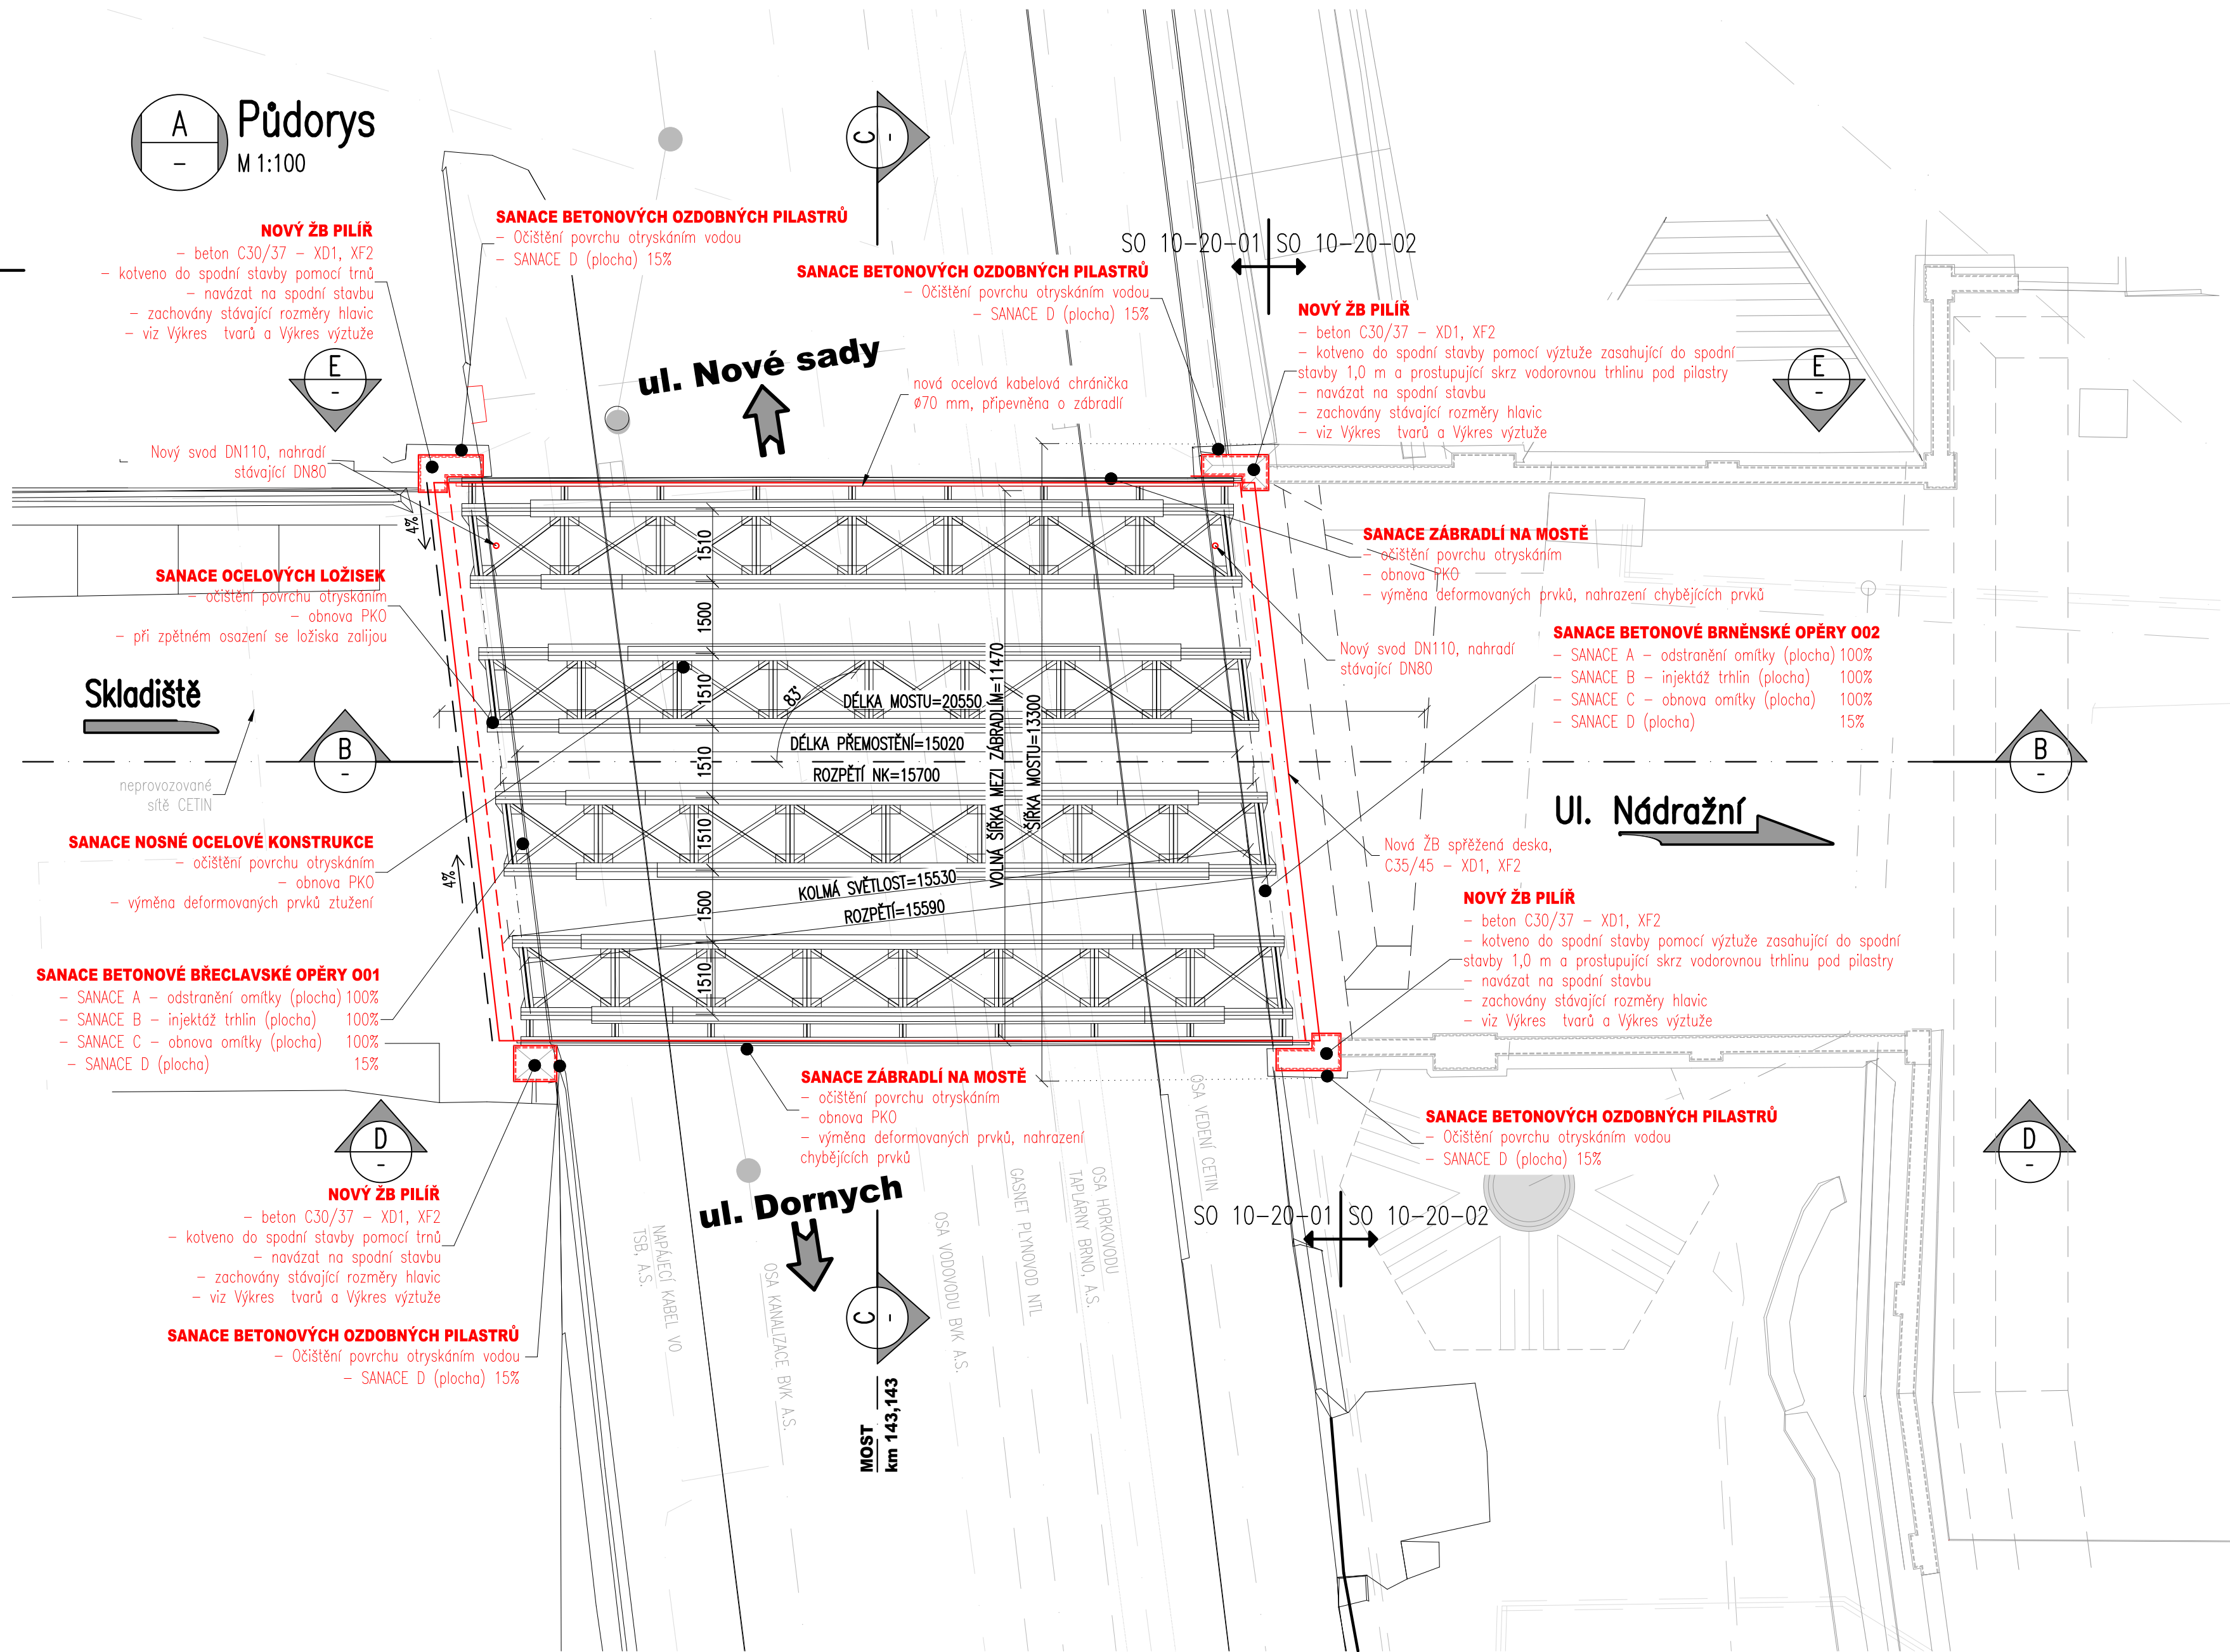 A
–
Půdorys
M 1:100
C
-
NOVÝ ŽB PILÍŘ
– beton C30/37 – XD1, XF2
– kotveno do spodní stavby pomocí trnů
– navázat na spodní stavbu
– zachovány stávající rozměry hlavic
– viz Výkres tvarů a Výkres výztuže
SANACE BETONOVÝCH OZDOBNÝCH PILASTRŮ
– Očištění povrchu otryskáním vodou
– SANACE D (plocha) 15%
SANACE BETONOVÝCH OZDOBNÝCH PILASTRŮ
– Očištění povrchu otryskáním vodou
– SANACE D (plocha) 15%
SO 10-20-01
SO 10-20-02
NOVÝ ŽB PILÍŘ
– beton C30/37 – XD1, XF2
– kotveno do spodní stavby pomocí výztuže zasahující do spodní
stavby 1,0 m a prostupující skrz vodorovnou trhlinu pod pilastry
– navázat na spodní stavbu
– zachovány stávající rozměry hlavic
– viz Výkres tvarů a Výkres výztuže
E
-
E
-
ul. Nové sady
nová ocelová kabelová chránička
ø70 mm, připevněna o zábradlí
Nový svod DN110, nahradí
stávající DN80
4%
SANACE OCELOVÝCH LOŽISEK
– očištění povrchu otryskáním
– obnova PKO
– při zpětném osazení se ložiska zalijou
SANACE ZÁBRADLÍ NA MOSTĚ
– očištění povrchu otryskáním
– obnova PKO
– výměna deformovaných prvků, nahrazení chybějících prvků
Nový svod DN110, nahradí
stávající DN80
SANACE BETONOVÉ BRNĚNSKÉ OPĚRY O02
– SANACE A – odstranění omítky (plocha) 100%
– SANACE B – injektáž trhlin (plocha) 100%
– SANACE C – obnova omítky (plocha) 100%
– SANACE D (plocha) 15%
1510
1500
1510
1510
1510
1500
1510
83°
DÉLKA MOSTU=20550
DÉLKA PŘEMOSTĚNÍ=15020
ROZPĚTÍ NK=15700
KOLMÁ SVĚTLOST=15530
ROZPĚTÍ=15590
VOLNÁ ŠÍŘKA MEZI ZÁBRADLÍM=11470
ŠÍŘKA MOSTU=13300
Skladiště
B
-
B
-
neprovozované
sítě CETIN
Ul. Nádražní
SANACE NOSNÉ OCELOVÉ KONSTRUKCE
– očištění povrchu otryskáním
– obnova PKO
– výměna deformovaných prvků ztužení
4%
Nová ŽB spřěžená deska,
C35/45 – XD1, XF2
NOVÝ ŽB PILÍŘ
– beton C30/37 – XD1, XF2
– kotveno do spodní stavby pomocí výztuže zasahující do spodní
stavby 1,0 m a prostupující skrz vodorovnou trhlinu pod pilastry
– navázat na spodní stavbu
– zachovány stávající rozměry hlavic
– viz Výkres tvarů a Výkres výztuže
SANACE BETONOVÉ BŘECLAVSKÉ OPĚRY O01
– SANACE A – odstranění omítky (plocha) 100%
– SANACE B – injektáž trhlin (plocha) 100%
– SANACE C – obnova omítky (plocha) 100%
– SANACE D (plocha) 15%
SANACE ZÁBRADLÍ NA MOSTĚ
– očištění povrchu otryskáním
– obnova PKO
– výměna deformovaných prvků, nahrazení
chybějících prvků
SANACE BETONOVÝCH OZDOBNÝCH PILASTRŮ
– Očištění povrchu otryskáním vodou
– SANACE D (plocha) 15%
D
-
D
-
NOVÝ ŽB PILÍŘ
– beton C30/37 – XD1, XF2
– kotveno do spodní stavby pomocí trnů
– navázat na spodní stavbu
– zachovány stávající rozměry hlavic
– viz Výkres tvarů a Výkres výztuže
ul. Dornych
SO 10-20-01
SO 10-20-02
SANACE BETONOVÝCH OZDOBNÝCH PILASTRŮ
– Očištění povrchu otryskáním vodou
– SANACE D (plocha) 15%
NAPÁJECÍ KABEL VO
TSB, A.S.
OSA KANALIZACE BVK A.S.
OSA VODOVODU BVK A.S.
GASNET PLYNOVOD NTL
OSA HORKOVODU
TAPLÁRNY BRNO, A.S.
OSA VEDENÍ CETIN
C
-
MOST
km 143,143